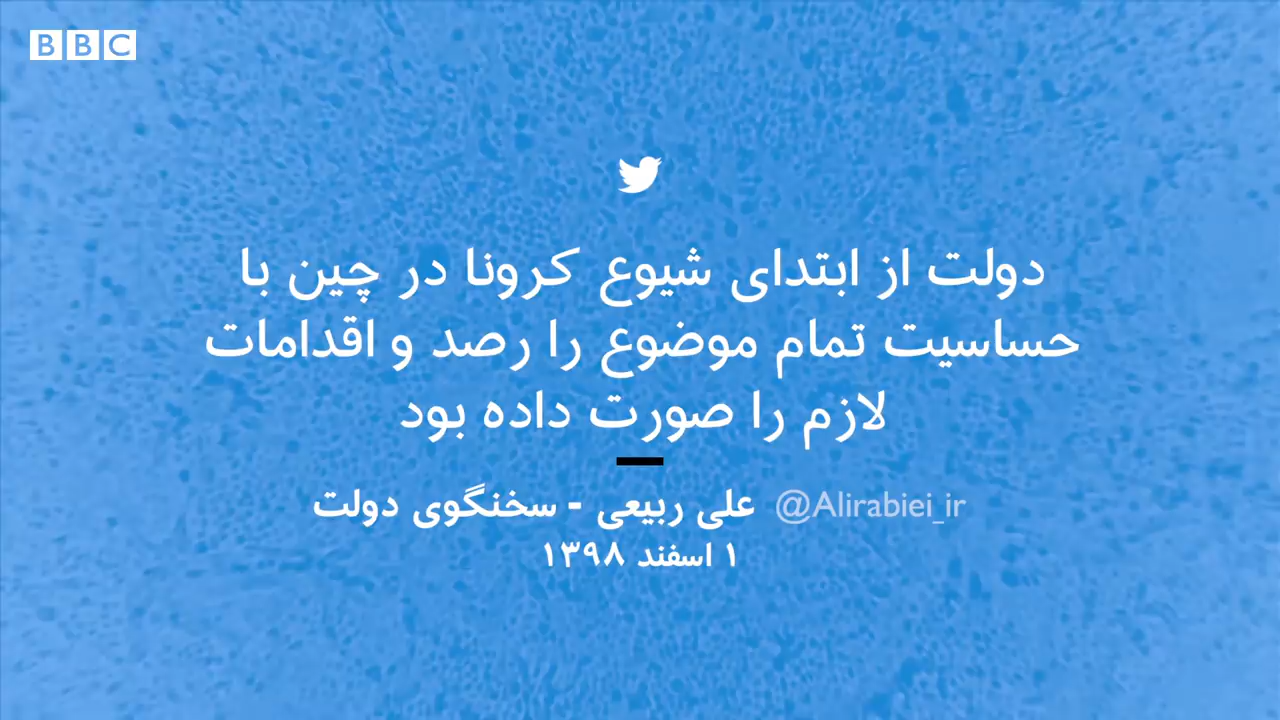 BBC
دولت از ابتدای شیوع کرونا در چین با
حساسیت تمام موضوع را رصد و اقدامات
لازم را صورت داده بود
علی ربیعی - سخنگوی دولت @Alirabiei_ir
۱ اسفند ۱۳۹۸